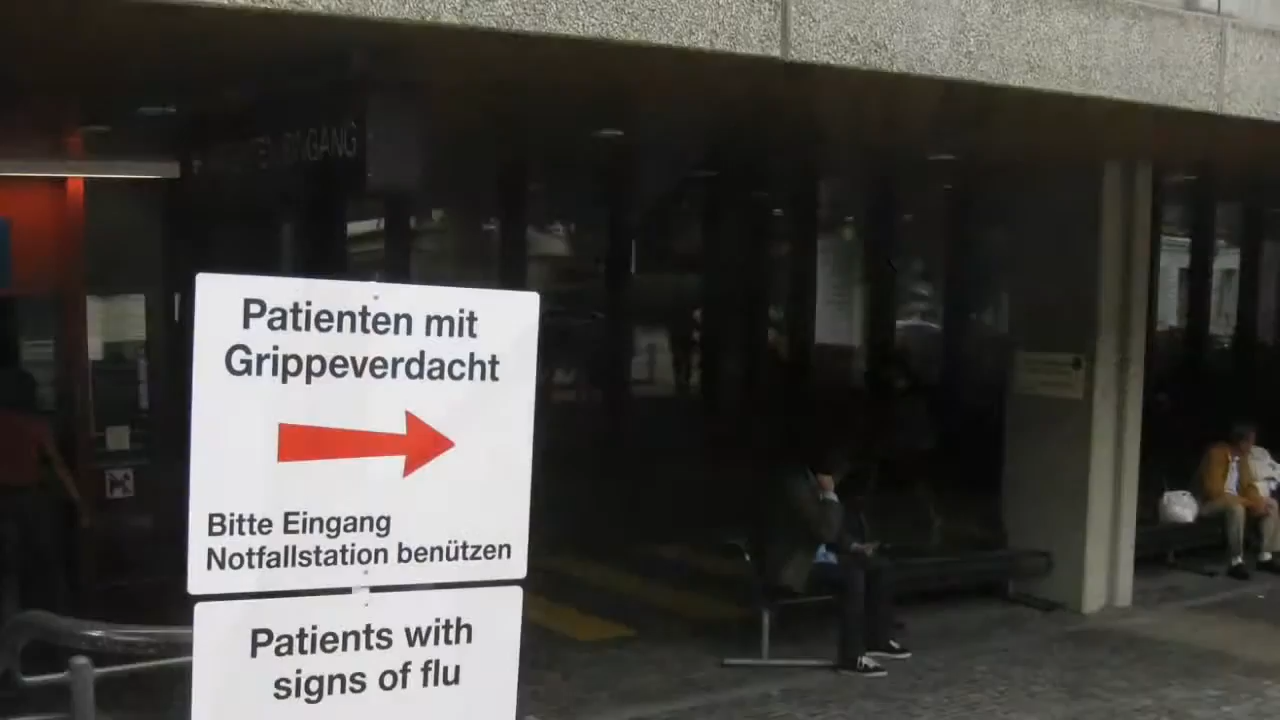 EINGANG
Patienten mit
Grippeverdacht
Bitte Eingang
Notfallstation benützen
Patients with
signs of flu